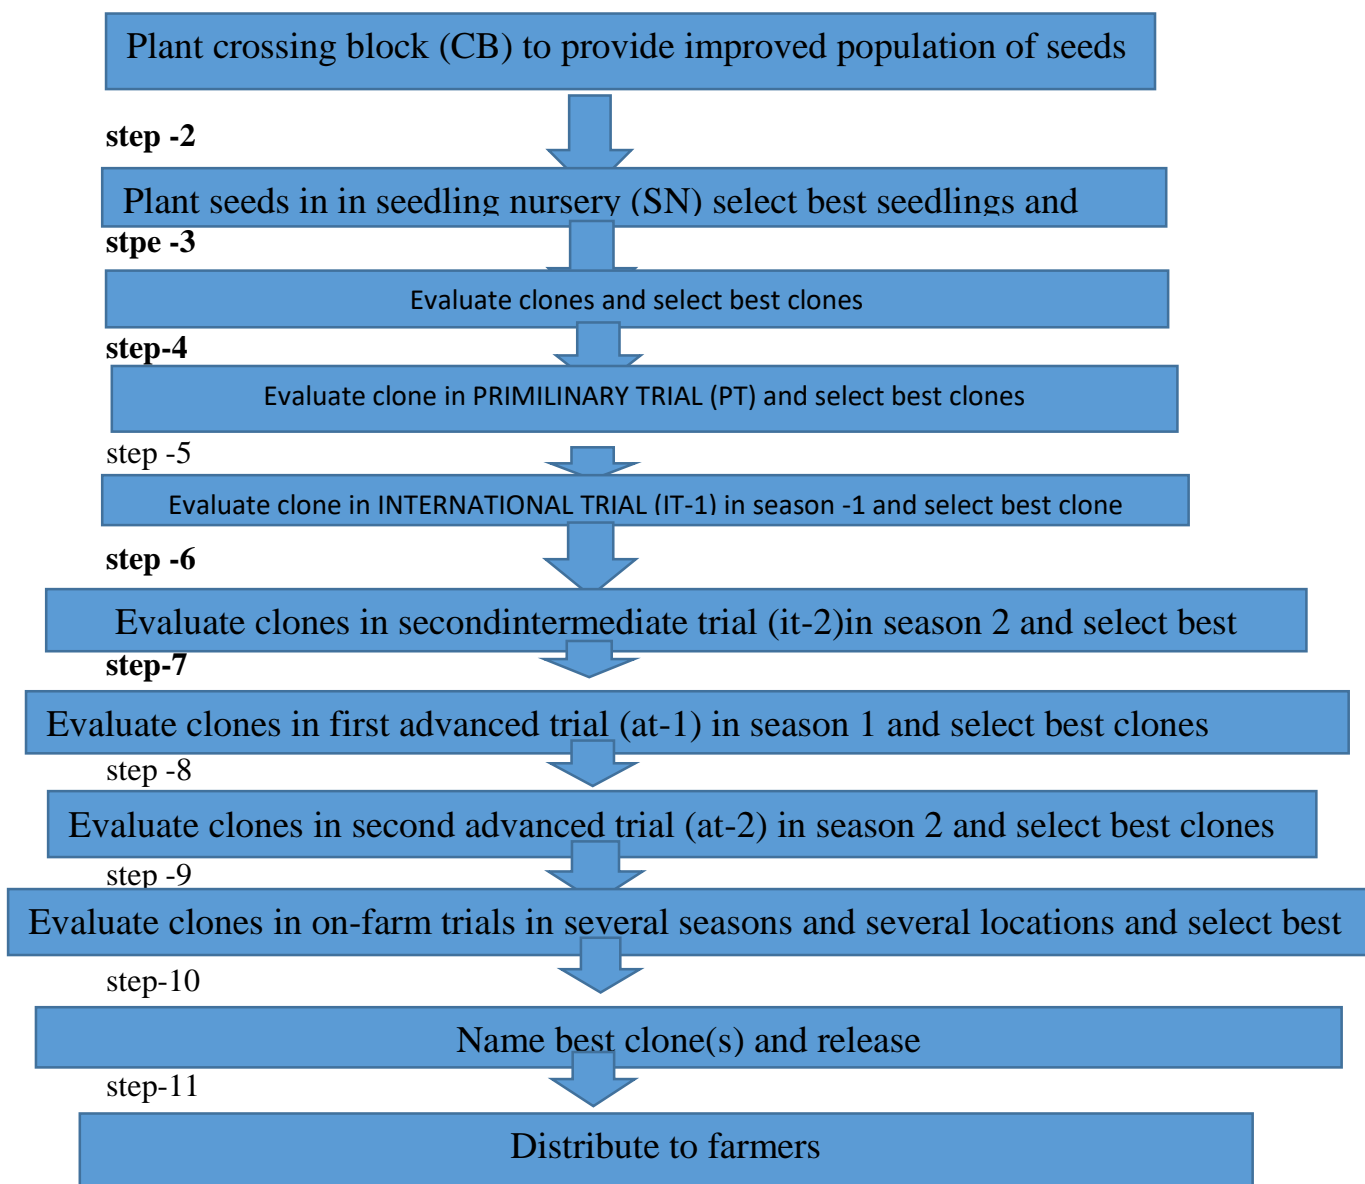 Plant crossing block (CB) to provide improved population of seeds
step -2
Plant seeds in in seedling nursery (SN) select best seedlings and
stpe -3
Evaluate clones and select best clones
step-4
Evaluate clone in PRIMILINARY TRIAL (PT) and select best clones
step -5
Evaluate clone in INTERNATIONAL TRIAL (IT-1) in season -1 and select best clone
step -6
Evaluate clones in secondintermediate trial (it-2)in season 2 and select best
step-7
Evaluate clones in first advanced trial (at-1) in season 1 and select best clones
step -8
Evaluate clones in second advanced trial (at-2) in season 2 and select best clones
step -9
Evaluate clones in on-farm trials in several seasons and several locations and select best
step-10
Name best clone(s) and release
step-11
Distribute to farmers